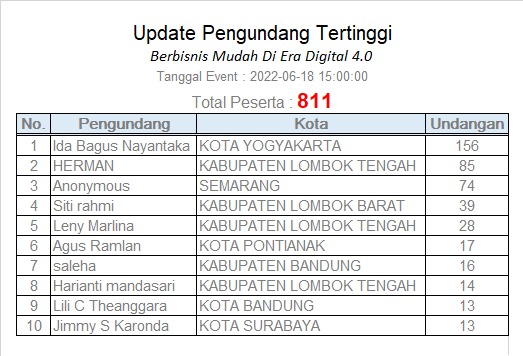 Update Pengundang Tertinggi
Berbisnis Mudah Di Era Digital 4.0
Tanggal Event : 2022-06-18 15:00:00
Total Peserta : 811
No. Pengundang Kota Undangan
1 Ida Bagus Nayantaka KOTA YOGYAKARTA 156
2 HERMAN KABUPATEN LOMBOK TENGAH 85
3 Anonymous SEMARANG 74
4 Siti rahmi KABUPATEN LOMBOK BARAT 39
5 Leny Marlina KABUPATEN LOMBOK TENGAH 28
6 Agus Ramlan KOTA PONTIANAK 17
7 saleha KABUPATEN BANDUNG 16
8 Harianti mandasari KABUPATEN LOMBOK TENGAH 14
9 Lili C Theanggara KOTA BANDUNG 13
10 Jimmy S Karonda KOTA SURABAYA 13